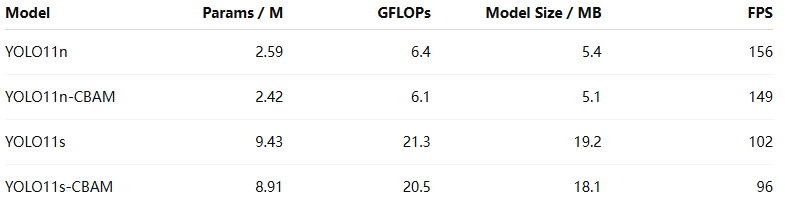 Model Params / M GFLOPs Model Size / MB FPS
YOLO11n 2.59 6.4 5.4 156
YOLO11n-CBAM 2.42 6.1 5.1 149
YOLO11s 9.43 21.3 19.2 102
YOLO11s-CBAM 8.91 20.5 18.1 96